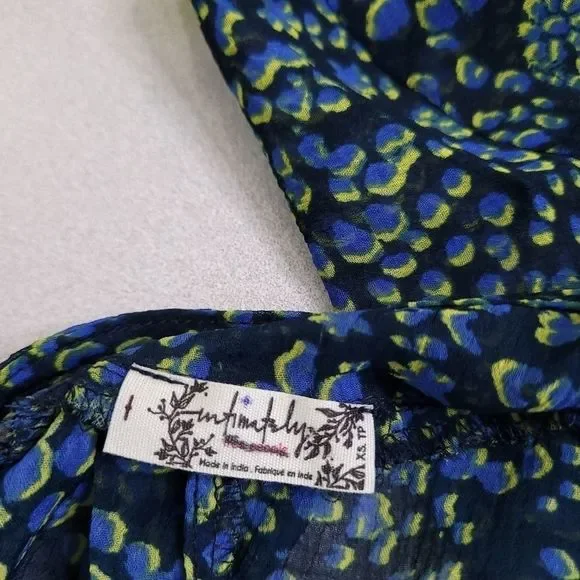 intimately
Made in India . Fabriqué en Inde
XS TP